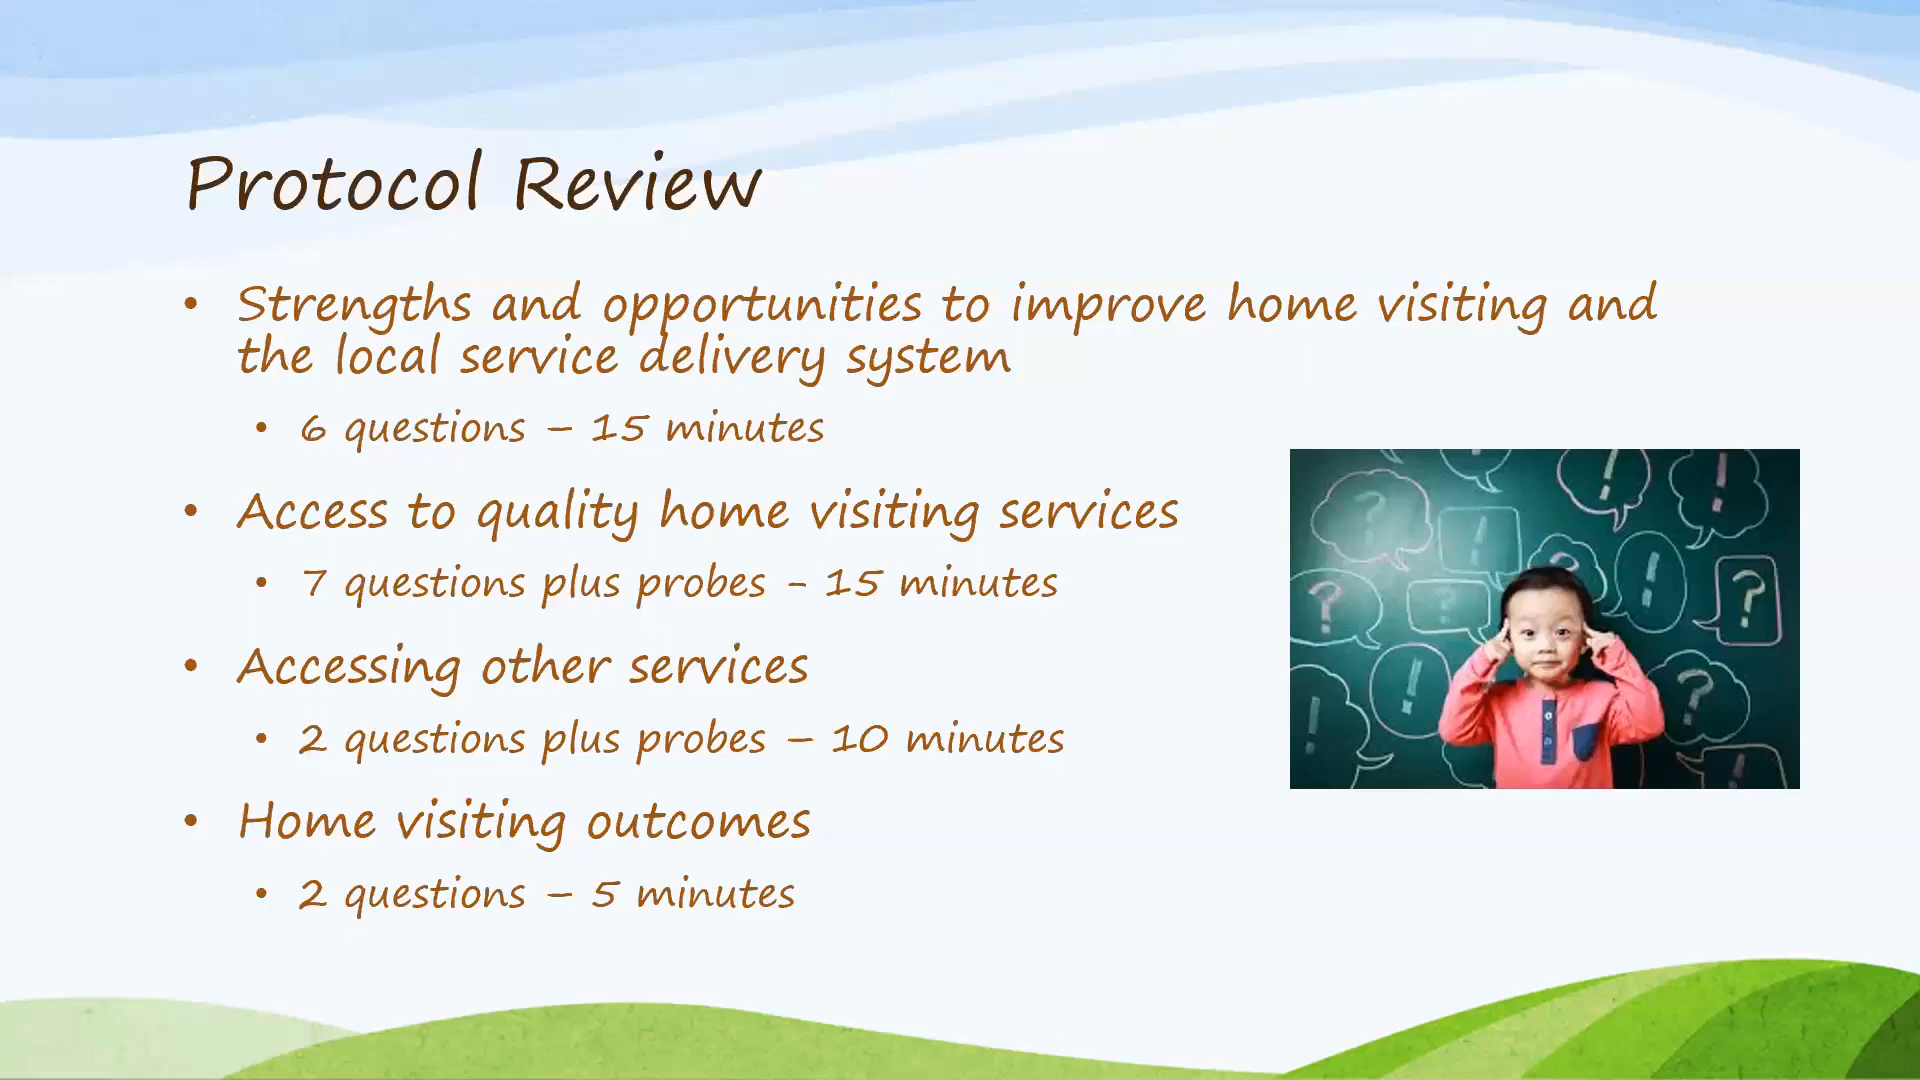 Protocol Review
• Strengths and opportunities to improve home visiting and
the local service delivery system
• 6 questions – 15 minutes
• Access to quality home visiting services
• 7 questions plus probes - 15 minutes
• Accessing other services
• 2 questions plus probes – 10 minutes
• Home visiting outcomes
• 2 questions – 5 minutes